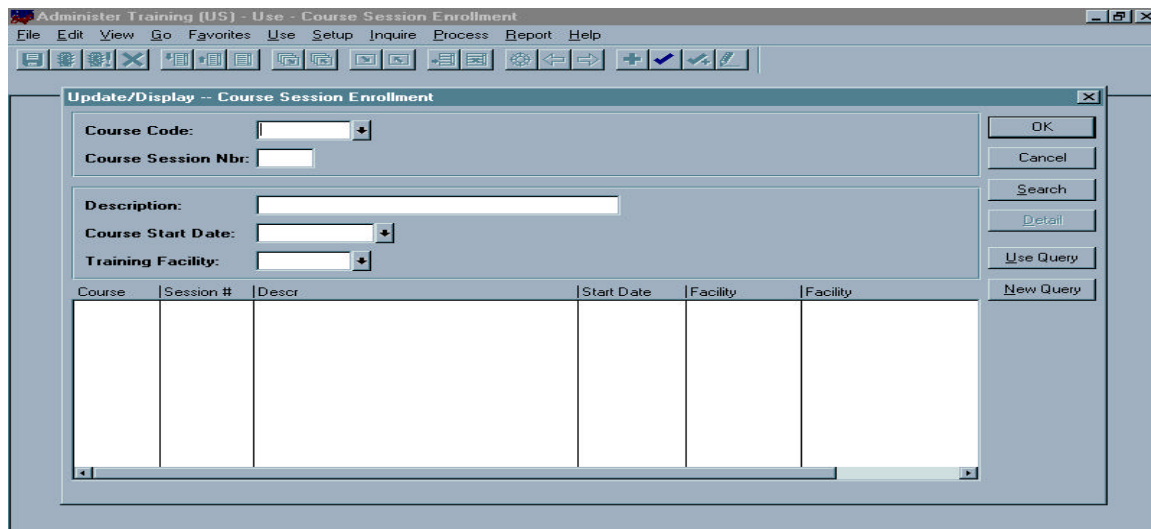 Administer Training (US) - Use - Course Session Enrollment
File Edit View Go Favorites Use Setup Inquire Process Report Help
Update/Display -- Course Session Enrollment
Course Code:
OK
Course Session Nbr:
Cancel
Search
Description:
Detail
Course Start Date:
Training Facility:
Use Query
Course Session # Descr Start Date Facility Facility
New Query